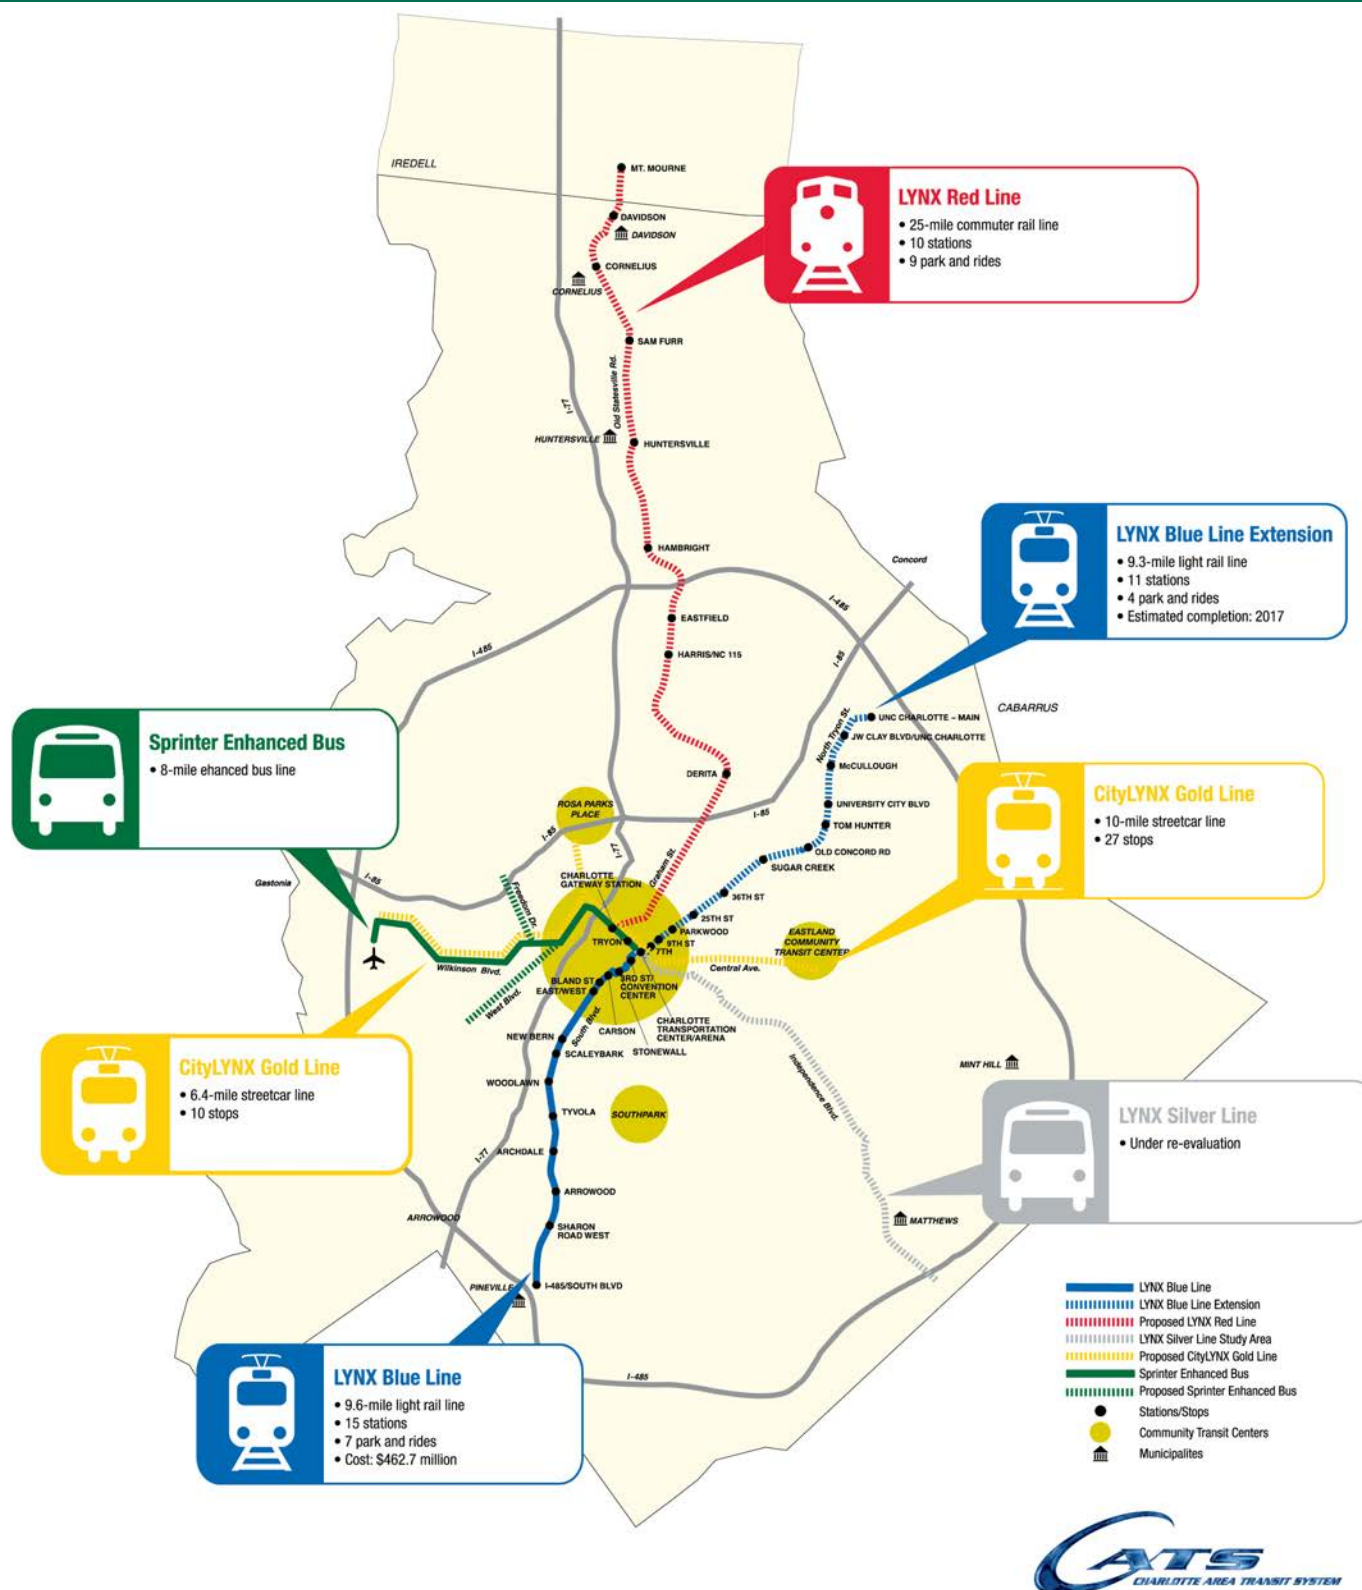 IREDELL
MT. MOURNE
DAVIDSON
DAVIDSON
CORNELIUS
CORNELIUS
SAM FURR
Old Statesville Rd.
I-77
HUNTERSVILLE
HUNTERSVILLE
HAMBRIGHT
EASTFIELD
HARRIS/NC 115
I-485
I-485
Concord
I-85
CABARRUS
LYNX Red Line
• 25-mile commuter rail line
• 10 stations
• 9 park and rides
LYNX Blue Line Extension
• 9.3-mile light rail line
• 11 stations
• 4 park and rides
• Estimated completion: 2017
Sprinter Enhanced Bus
• 8-mile ehanced bus line
CityLYNX Gold Line
• 10-mile streetcar line
• 27 stops
North Tryon St.
UNC CHARLOTTE – MAIN
JW CLAY BLVD/UNC CHARLOTTE
McCULLOUGH
UNIVERSITY CITY BLVD
TOM HUNTER
OLD CONCORD RD
SUGAR CREEK
36TH ST
25TH ST
PARKWOOD
9TH ST
7TH
DERITA
ROSA PARKS
PLACE
I-85
I-85
I-77
Graham St.
CHARLOTTE
GATEWAY STATION
Gastonia
I-85
Freedom Dr.
TRYON
Wilkinson Blvd.
West Blvd.
EASTLAND
COMMUNITY
TRANSIT CENTER
Central Ave.
BLAND ST
EAST/WEST
3RD ST/
CONVENTION
CENTER
South Blvd.
CARSON
CHARLOTTE
TRANSPORTATION
CENTER/ARENA
STONEWALL
NEW BERN
SCALEYBARK
WOODLAWN
TYVOLA
SOUTHPARK
ARCHDALE
I-77
ARROWOOD
ARROWOOD
SHARON
ROAD WEST
PINEVILLE
I-485/SOUTH BLVD
I-485
Independence Blvd.
MINT HILL
MATTHEWS
CityLYNX Gold Line
• 6.4-mile streetcar line
• 10 stops
LYNX Silver Line
• Under re-evaluation
LYNX Blue Line
• 9.6-mile light rail line
• 15 stations
• 7 park and rides
• Cost: $462.7 million
LYNX Blue Line
LYNX Blue Line Extension
Proposed LYNX Red Line
LYNX Silver Line Study Area
Proposed CityLYNX Gold Line
Sprinter Enhanced Bus
Proposed Sprinter Enhanced Bus
Stations/Stops
Community Transit Centers
Municipalites
CATS
CHARLOTTE AREA TRANSIT SYSTEM